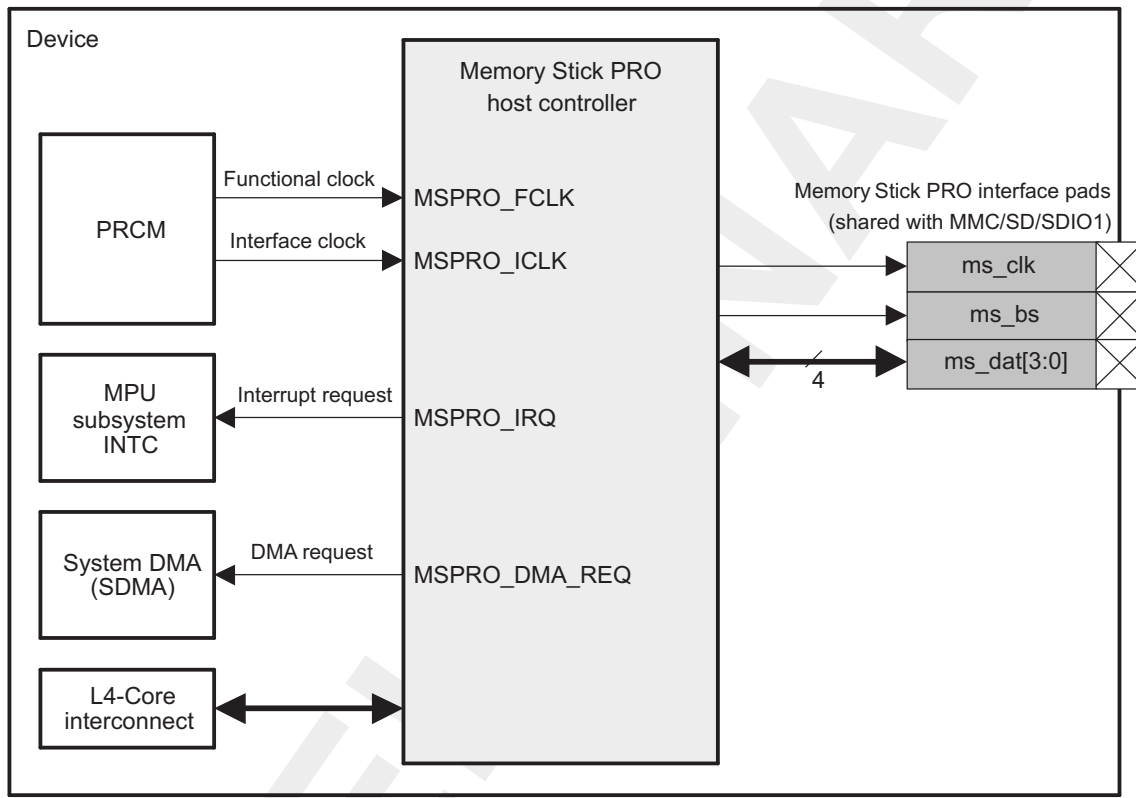 Device
Memory Stick PRO
host controller
PRCM
Functional clock
MSPRO_FCLK
Interface clock
MSPRO_ICLK
Memory Stick PRO interface pads
(shared with MMC/SD/SDIO1)
ms_clk
ms_bs
ms_dat[3:0]
4
MPU
subsystem
INTC
Interrupt request
MSPRO_IRQ
System DMA
(SDMA)
DMA request
MSPRO_DMA_REQ
L4-Core
interconnect